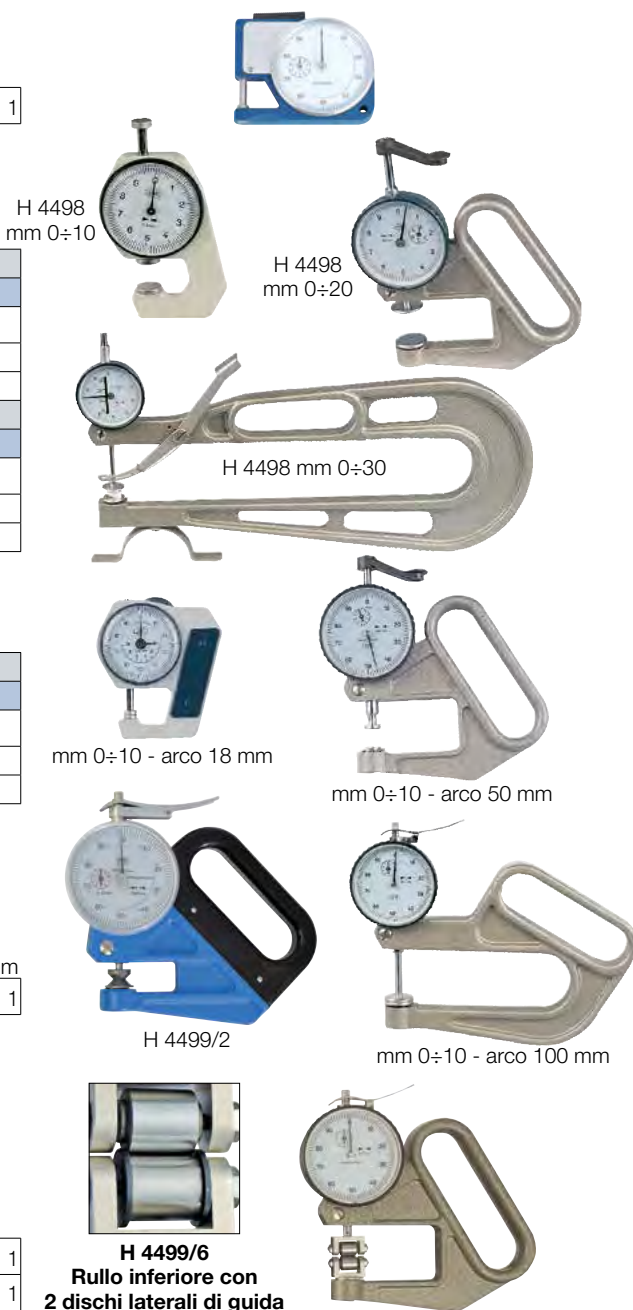 1
H 4498
mm 0÷10
H 4498
mm 0÷20
H 4498 mm 0÷30
mm 0÷10 - arco 18 mm
mm 0÷10 - arco 50 mm
m
1
H 4499/2
mm 0÷10 - arco 100 mm
1
1
H 4499/6
Rullo inferiore con
2 dischi laterali di guida